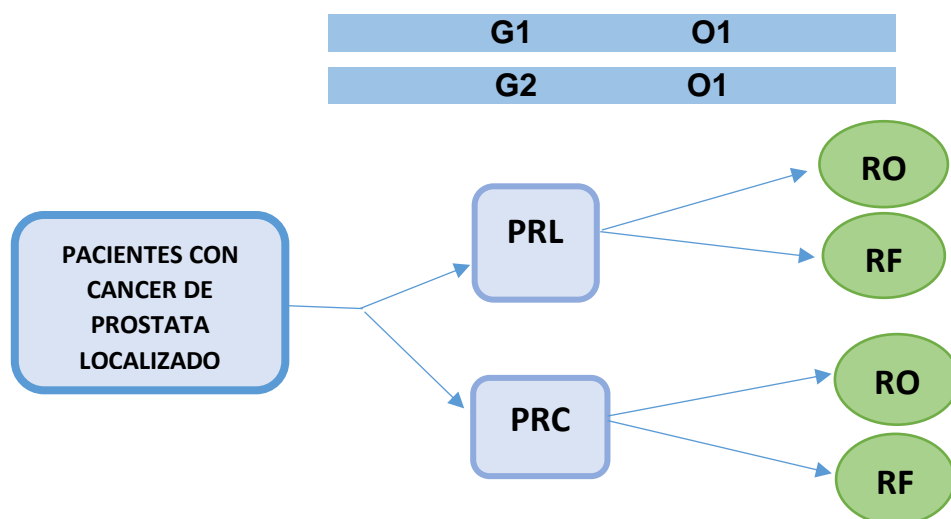 G1 O1
G2 O1
PACIENTES CON
CANCER DE
PROSTATA
LOCALIZADO
PRL
RO
RF
PRC
RO
RF